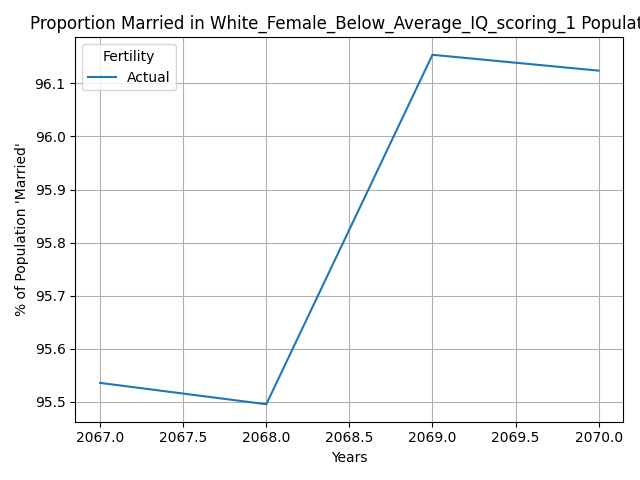 Proportion Married in White_Female_Below_Average_IQ_scoring_1 Populat
Fertility
Actual
% of Population 'Married'
96.1
96.0
95.9
95.8
95.7
95.6
95.5
2067.0 2067.5 2068.0 2068.5 2069.0 2069.5 2070.0
Years